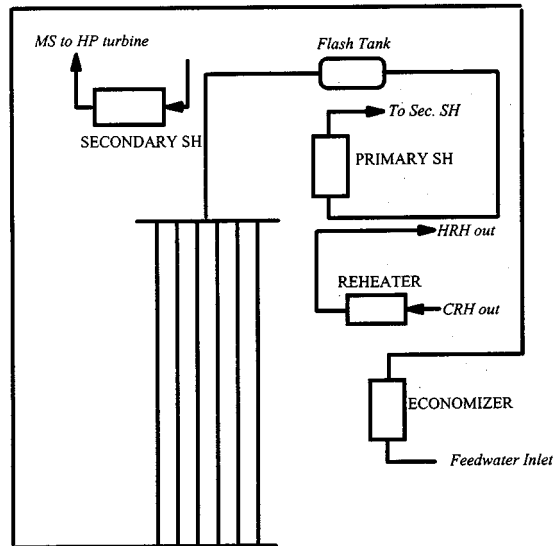 MS to HP turbine
Flash Tank
To Sec. SH
SECONDARY SH
PRIMARY SH
HRH out
REHEATER
CRH out
ECONOMIZER
Feedwater Inlet